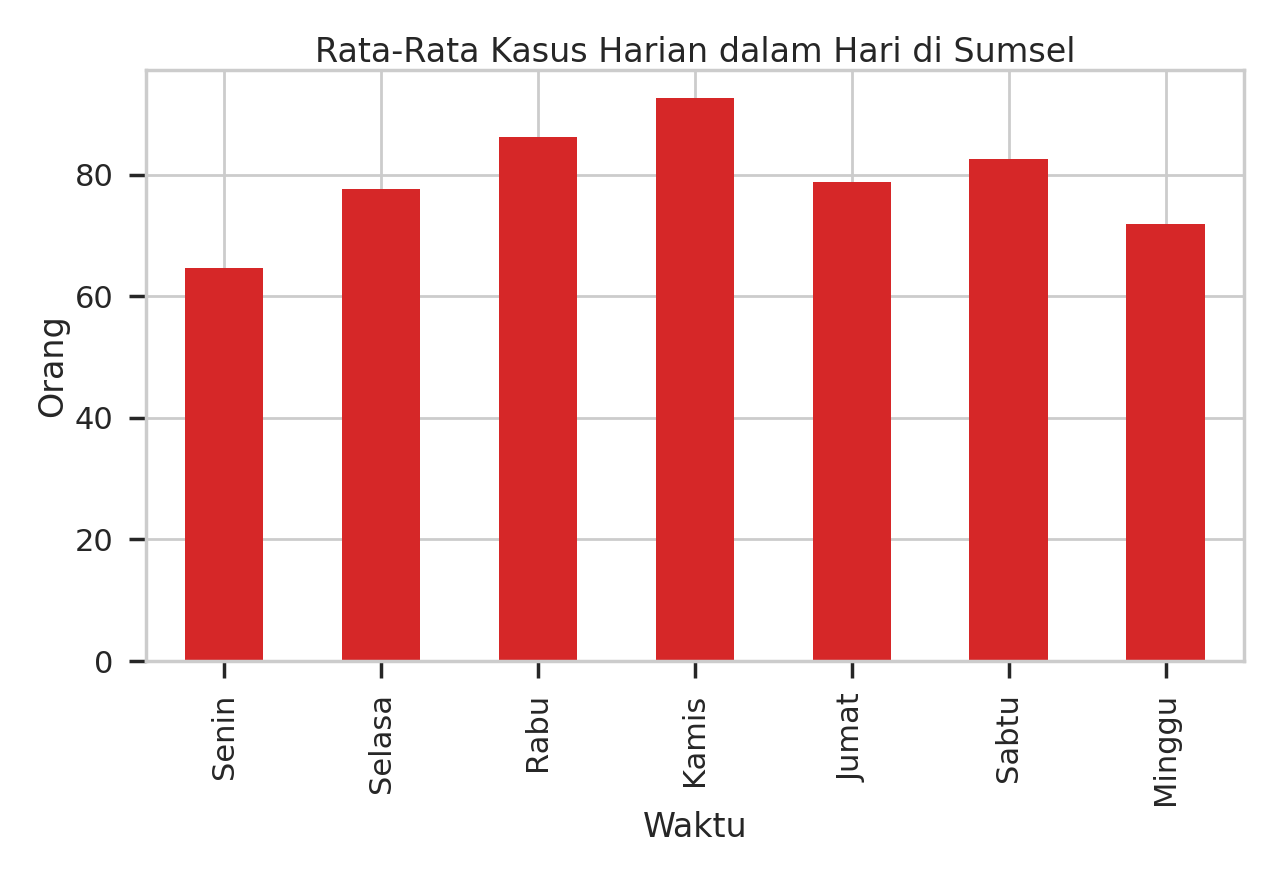 Rata-Rata Kasus Harian dalam Hari di Sumsel
Orang
80
60
40
20
0
Senin
Selasa
Rabu
Kamis
Jumat
Sabtu
Minggu
Waktu